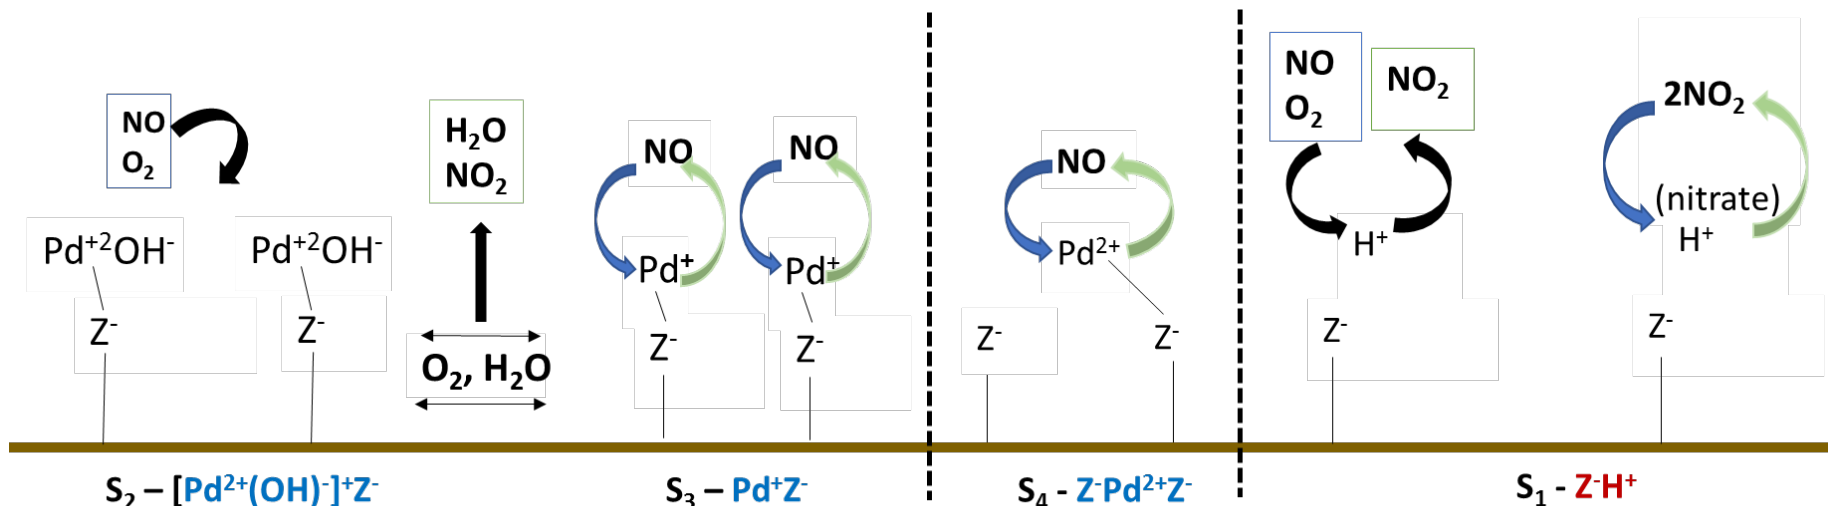 NO
O₂
Pd⁺²OH⁻
Z⁻
Pd⁺²OH⁻
Z⁻
H₂O
NO₂
O₂, H₂O
NO
Pd⁺
Z⁻
NO
Pd⁺
Z⁻
NO
Pd²⁺
Z⁻
Z⁻
NO
O₂
NO₂
H⁺
Z⁻
2NO₂
(nitrate)
H⁺
Z⁻
S₂ – [Pd²⁺(OH)⁻]⁺Z⁻
S₃ – Pd⁺Z⁻
S₄ - Z⁻Pd²⁺Z⁻
S₁ - Z⁻H⁺